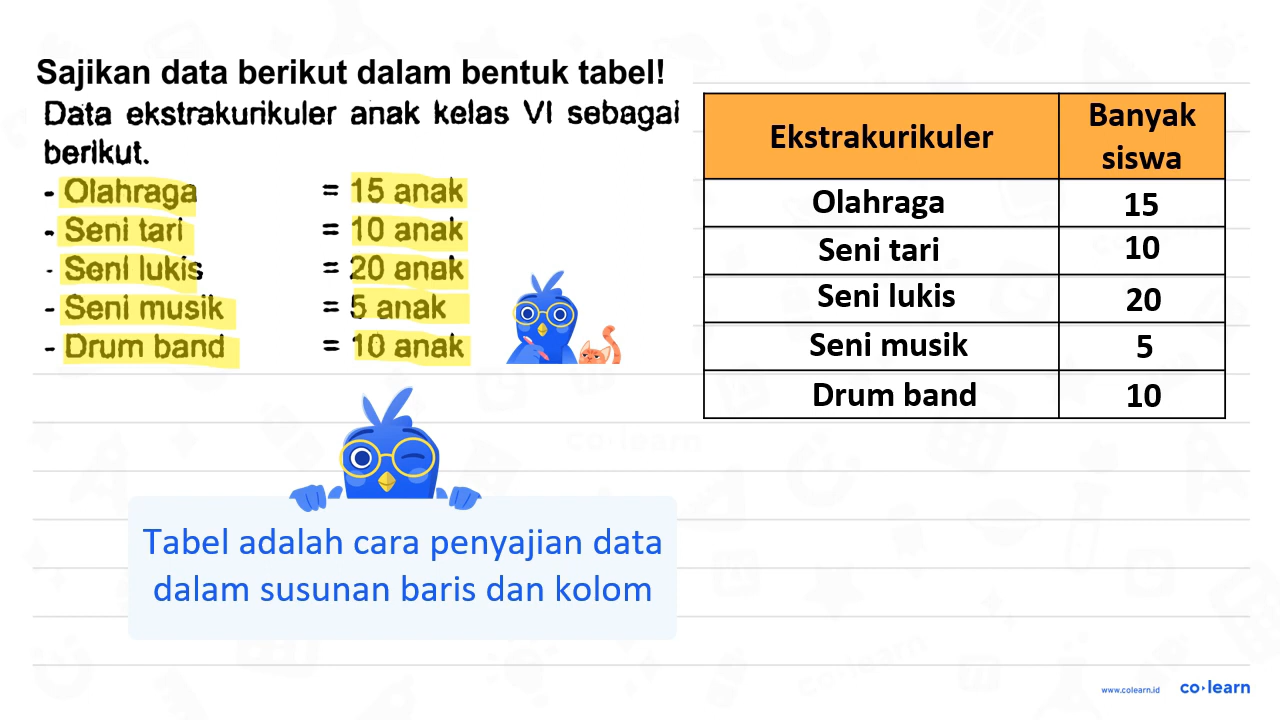 Sajikan data berikut dalam bentuk tabel!
Data ekstrakurikuler anak kelas VI sebagai
berikut.
- Olahraga = 15 anak
- Seni tari = 10 anak
- Seni lukis = 20 anak
- Seni musik = 5 anak
- Drum band = 10 anak
Ekstrakurikuler Banyak siswa
Olahraga 15
Seni tari 10
Seni lukis 20
Seni musik 5
Drum band 10
Tabel adalah cara penyajian data
dalam susunan baris dan kolom
co learn
www.colearn.id co learn